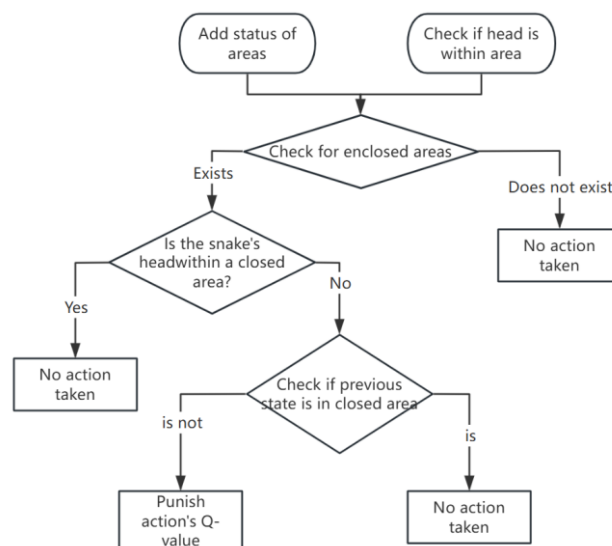 Add status of
areas
Check if head is
within area
Check for enclosed areas
Exists
Does not exist
Is the snake's
headwithin a closed
area?
No action
taken
Yes
No
No action
taken
Check if previous
state is in closed area
is not
is
Punish
action's Q-
value
No action
taken